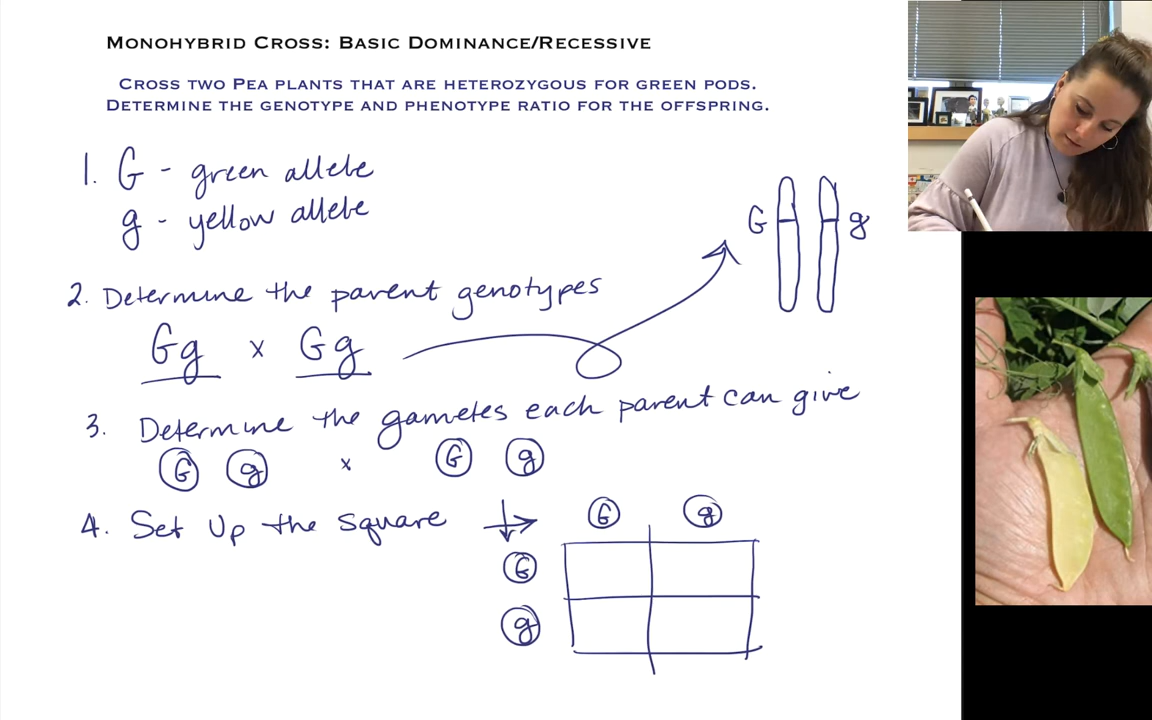 Monohybrid Cross: Basic Dominance/Recessive
Cross two Pea plants that are heterozygous for green pods.
Determine the genotype and phenotype ratio for the offspring.
1. G - green allele
g - yellow allele
G g
2. Determine the parent genotypes
Gg x Gg
3. Determine the gametes each parent can give
G g x G g
4. Set Up the square
G g
G
g